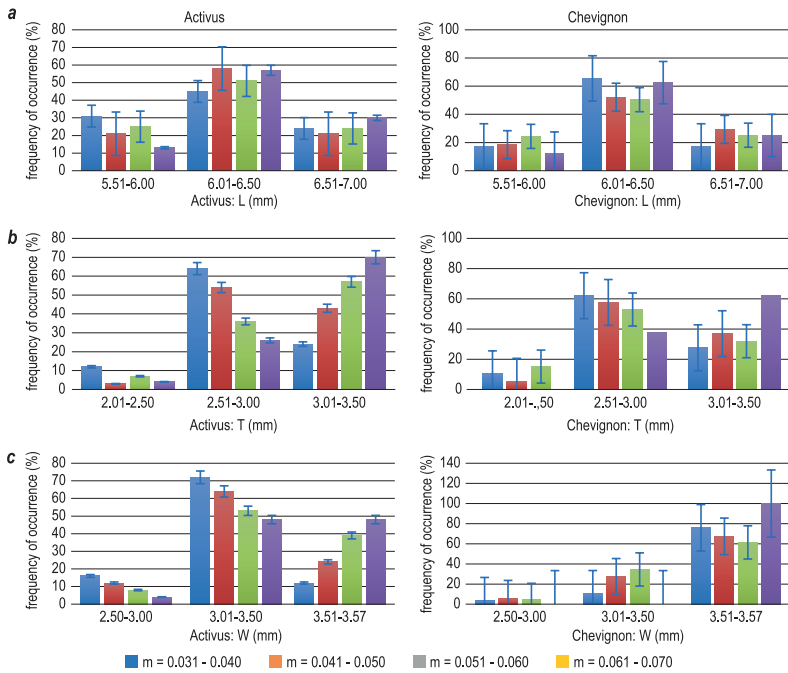 a
Activus
frequency of occurrence (%)
80
70
60
50
40
30
20
10
0
5.51-6.00 6.01-6.50 6.51-7.00
Activus: L (mm)
Chevignon
frequency of occurrence (%)
100
80
60
40
20
0
5.51-6.00 6.01-6.50 6.51-7.00
Chevignon: L (mm)
b
frequency of occurrence (%)
80
70
60
50
40
30
20
10
0
2.01-2.50 2.51-3.00 3.01-3.50
Activus: T (mm)
frequency of occurrence (%)
100
80
60
40
20
0
2.01-.,50 2.51-3.00 3.01-3.50
Chevignon: T (mm)
c
frequency of occurrence (%)
80
70
60
50
40
30
20
10
0
2.50-3.00 3.01-3.50 3.51-3.57
Activus: W (mm)
frequency of occurrence (%)
140
120
100
80
60
40
20
0
2.50-3.00 3.01-3.50 3.51-3.57
Chevignon: W (mm)
m = 0.031 - 0.040 m = 0.041 - 0.050 m = 0.051 - 0.060 m = 0.061 - 0.070